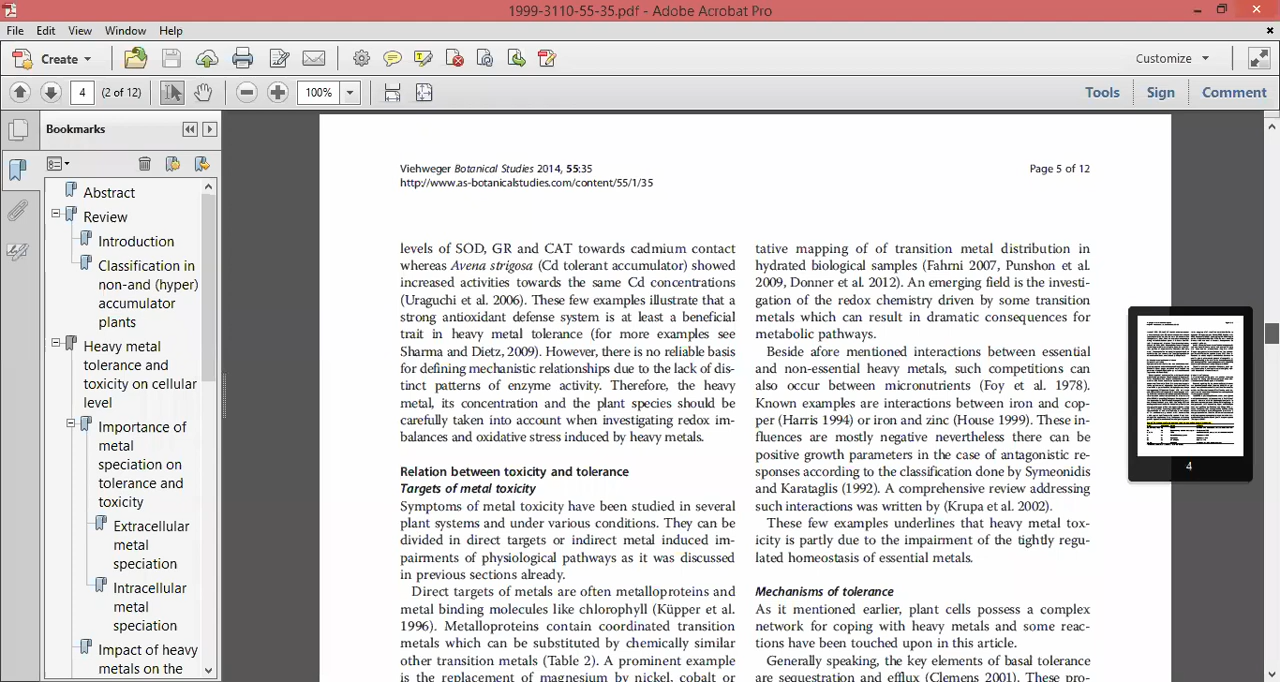 1999-3110-55-35.pdf - Adobe Acrobat Pro
File Edit View Window Help
Create
Customize
4 (2 of 12) 100% Tools Sign Comment
Bookmarks
Abstract
Review
Introduction
Classification in
non-and (hyper)
accumulator
plants
Heavy metal
tolerance and
toxicity on cellular
level
Importance of
metal
speciation on
tolerance and
toxicity
Extracellular
metal
speciation
Intracellular
metal
speciation
Impact of heavy
metals on the
Viehweger Botanical Studies 2014, 55:35
http://www.as-botanicalstudies.com/content/55/1/35
Page 5 of 12
levels of SOD, GR and CAT towards cadmium contact
whereas Avena strigosa (Cd tolerant accumulator) showed
increased activities towards the same Cd concentrations
(Uraguchi et al. 2006). These few examples illustrate that a
strong antioxidant defense system is at least a beneficial
trait in heavy metal tolerance (for more examples see
Sharma and Dietz, 2009). However, there is no reliable basis
for defining mechanistic relationships due to the lack of dis-
tinct patterns of enzyme activity. Therefore, the heavy
metal, its concentration and the plant species should be
carefully taken into account when investigating redox im-
balances and oxidative stress induced by heavy metals.
Relation between toxicity and tolerance
Targets of metal toxicity
Symptoms of metal toxicity have been studied in several
plant systems and under various conditions. They can be
divided in direct targets or indirect metal induced im-
pairments of physiological pathways as it was discussed
in previous sections already.
Direct targets of metals are often metalloproteins and
metal binding molecules like chlorophyll (Küpper et al.
1996). Metalloproteins contain coordinated transition
metals which can be substituted by chemically similar
other transition metals (Table 2). A prominent example
is the replacement of magnesium by nickel, cobalt or
tative mapping of of transition metal distribution in
hydrated biological samples (Fahrni 2007, Punshon et al.
2009, Donner et al. 2012). An emerging field is the investi-
gation of the redox chemistry driven by some transition
metals which can result in dramatic consequences for
metabolic pathways.
Beside afore mentioned interactions between essential
and non-essential heavy metals, such competitions can
also occur between micronutrients (Foy et al. 1978).
Known examples are interactions between iron and cop-
per (Harris 1994) or iron and zinc (House 1999). These in-
fluences are mostly negative nevertheless there can be
positive growth parameters in the case of antagonistic re-
sponses according to the classification done by Symeonidis
and Karataglis (1992). A comprehensive review addressing
such interactions was written by (Krupa et al. 2002).
These few examples underlines that heavy metal tox-
icity is partly due to the impairment of the tightly regu-
lated homeostasis of essential metals.
Mechanisms of tolerance
As it mentioned earlier, plant cells possess a complex
network for coping with heavy metals and some reac-
tions have been touched upon in this article.
Generally speaking, the key elements of basal tolerance
are sequestration and efflux (Clemens 2001). These pro-
4